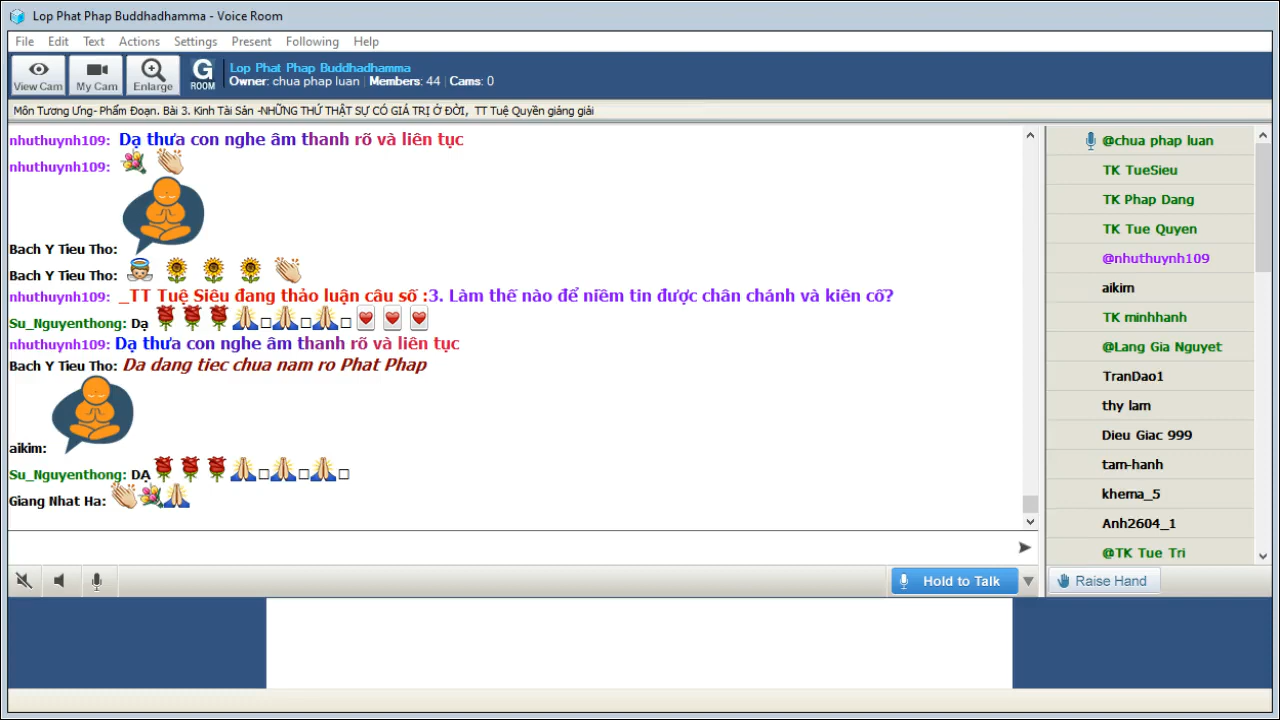 Lop Phat Phap Buddhadhamma - Voice Room
File Edit Text Actions Settings Present Following Help
View Cam My Cam Enlarge G ROOM
Lop Phat Phap Buddhadhamma
Owner: chua phap luan Members: 44 Cams: 0
Môn Tương Ưng- Phẩm Đoạn. Bài 3. Kinh Tài Sản -NHỮNG THỨ THẬT SỰ CÓ GIÁ TRỊ Ở ĐỜI, TT Tuệ Quyền giảng giải
nhuthuynh109: Dạ thưa con nghe âm thanh rõ và liên tục
nhuthuynh109:
Bach Y Tieu Tho:
Bach Y Tieu Tho:
nhuthuynh109: _TT Tuệ Siêu đang thảo luận câu số :3. Làm thế nào để niềm tin được chân chánh và kiên cố?
Su_Nguyenthong: Dạ
nhuthuynh109: Dạ thưa con nghe âm thanh rõ và liên tục
Bach Y Tieu Tho: Da dang tiec chua nam ro Phat Phap
aikim:
Su_Nguyenthong: DẠ
Giang Nhat Ha:
@chua phap luan
TK TueSieu
TK Phap Dang
TK Tue Quyen
@nhuthuynh109
aikim
TK minhhanh
@Lang Gia Nguyet
TranDao1
thy lam
Dieu Giac 999
tam-hanh
khema_5
Anh2604_1
@TK Tue Tri
Hold to Talk
Raise Hand